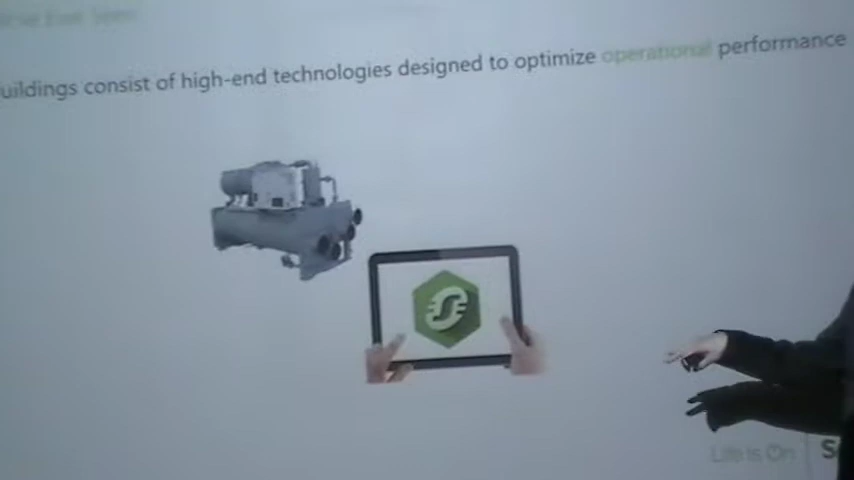 uildings consist of high-end technologies designed to optimize operational performance
Life Is On | S